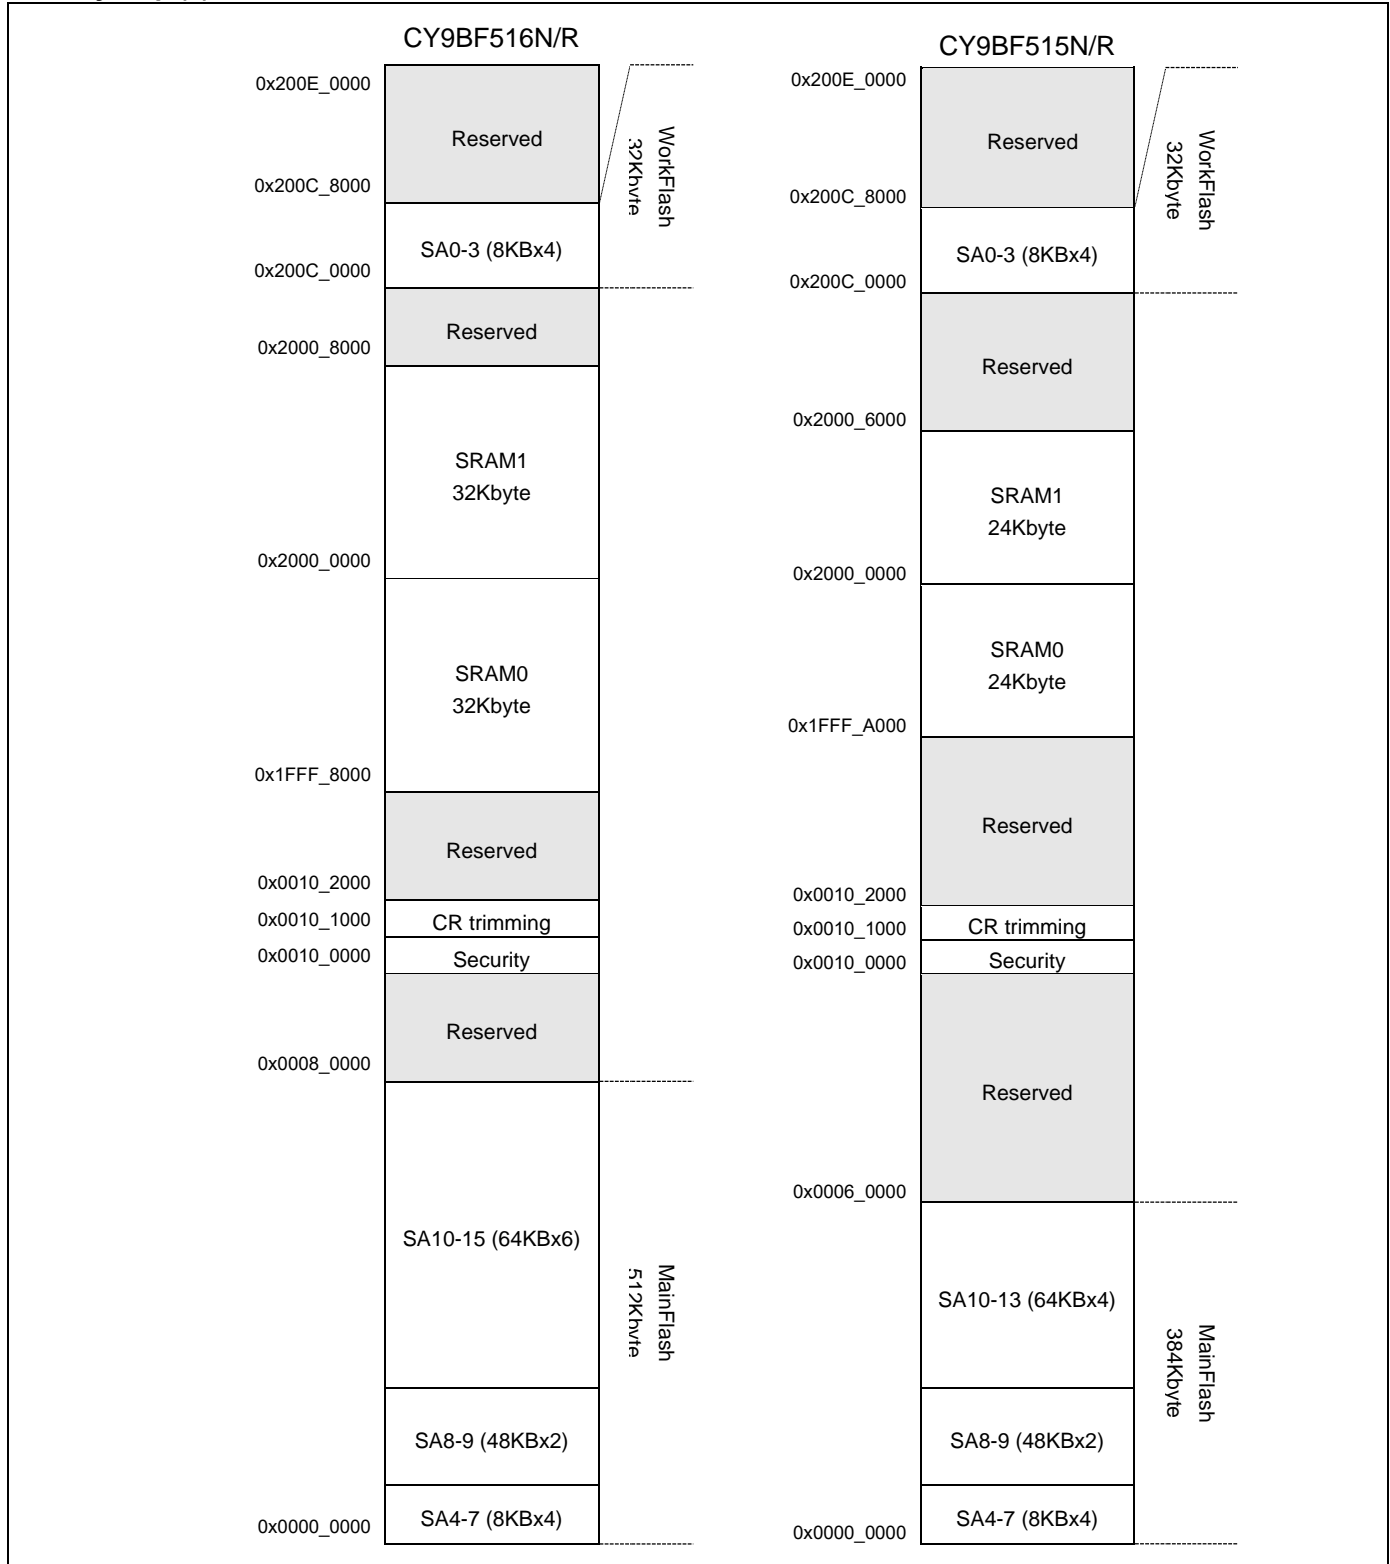 CY9BF516N/R
0x200E_0000
Reserved
0x200C_8000
SA0-3 (8KBx4)
0x200C_0000
Reserved
0x2000_8000
SRAM1
32Kbyte
0x2000_0000
SRAM0
32Kbyte
0x1FFF_8000
Reserved
0x0010_2000
CR trimming
0x0010_1000
Security
0x0010_0000
Reserved
0x0008_0000
SA10-15 (64KBx6)
SA8-9 (48KBx2)
SA4-7 (8KBx4)
0x0000_0000
WorkFlash
32Kbyte
MainFlash
512Kbyte
CY9BF515N/R
0x200E_0000
Reserved
0x200C_8000
SA0-3 (8KBx4)
0x200C_0000
Reserved
0x2000_6000
SRAM1
24Kbyte
0x2000_0000
SRAM0
24Kbyte
0x1FFF_A000
Reserved
0x0010_2000
CR trimming
0x0010_1000
Security
0x0010_0000
Reserved
0x0006_0000
SA10-13 (64KBx4)
SA8-9 (48KBx2)
SA4-7 (8KBx4)
0x0000_0000
WorkFlash
32Kbyte
MainFlash
384Kbyte